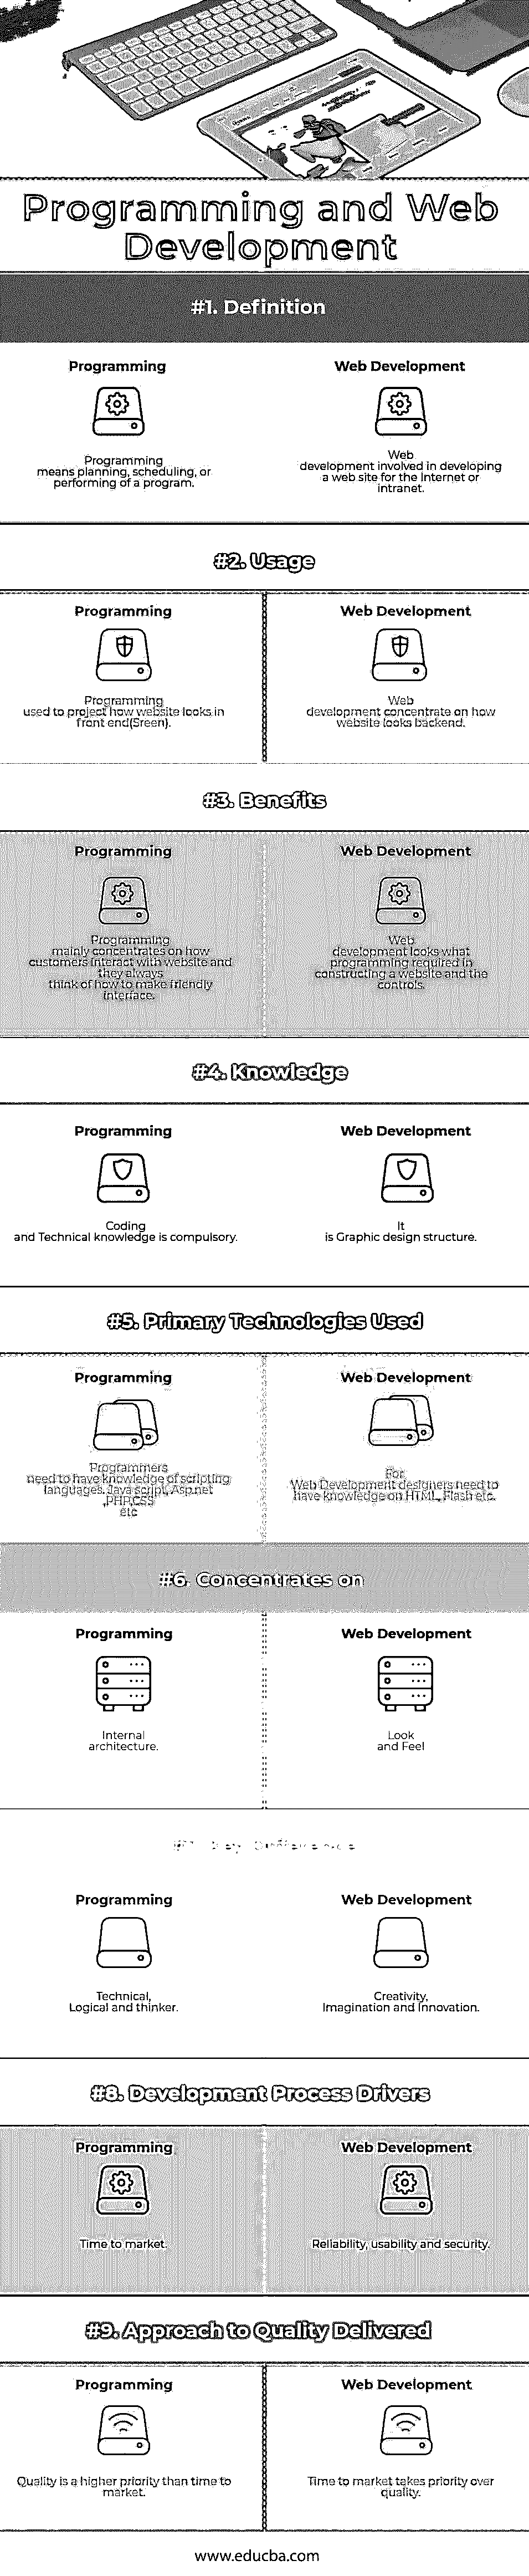 Programming and Web
Development
#1. Definition
Programming
Programming
means planning, scheduling, or
performing of a program.
Web Development
Web
development involved in developing
a web site for the Internet or
intranet.
#2. Usage
Programming
Programming
used to project how website looks in
front end(Sreen).
Web Development
Web
development concentrate on how
website looks backend.
#3. Benefits
Programming
Programming
mainly concentrates on how
customers interact with website and
they always
think of how to make friendly
interface.
Web Development
Web
development looks what
programming required in
constructing a website and the
controls.
#4. Knowledge
Programming
Coding
and Technical knowledge is compulsory.
Web Development
It
is Graphic design structure.
#5. Primary Technologies Used
Programming
Programmers
need to have knowledge of scripting
languages. Java script, Asp.net
,PHP,CSS
etc
Web Development
For
Web Development designers need to
have knowledge on HTML, Flash etc.
#6. Concentrates on
Programming
Internal
architecture.
Web Development
Look
and Feel
Programming
Technical,
Logical and thinker.
Web Development
Creativity,
Imagination and Innovation.
#8. Development Process Drivers
Programming
Time to market.
Web Development
Reliability, usability and security.
#9. Approach to Quality Delivered
Programming
Quality is a higher priority than time to
market.
Web Development
Time to market takes priority over
quality.
www.educba.com